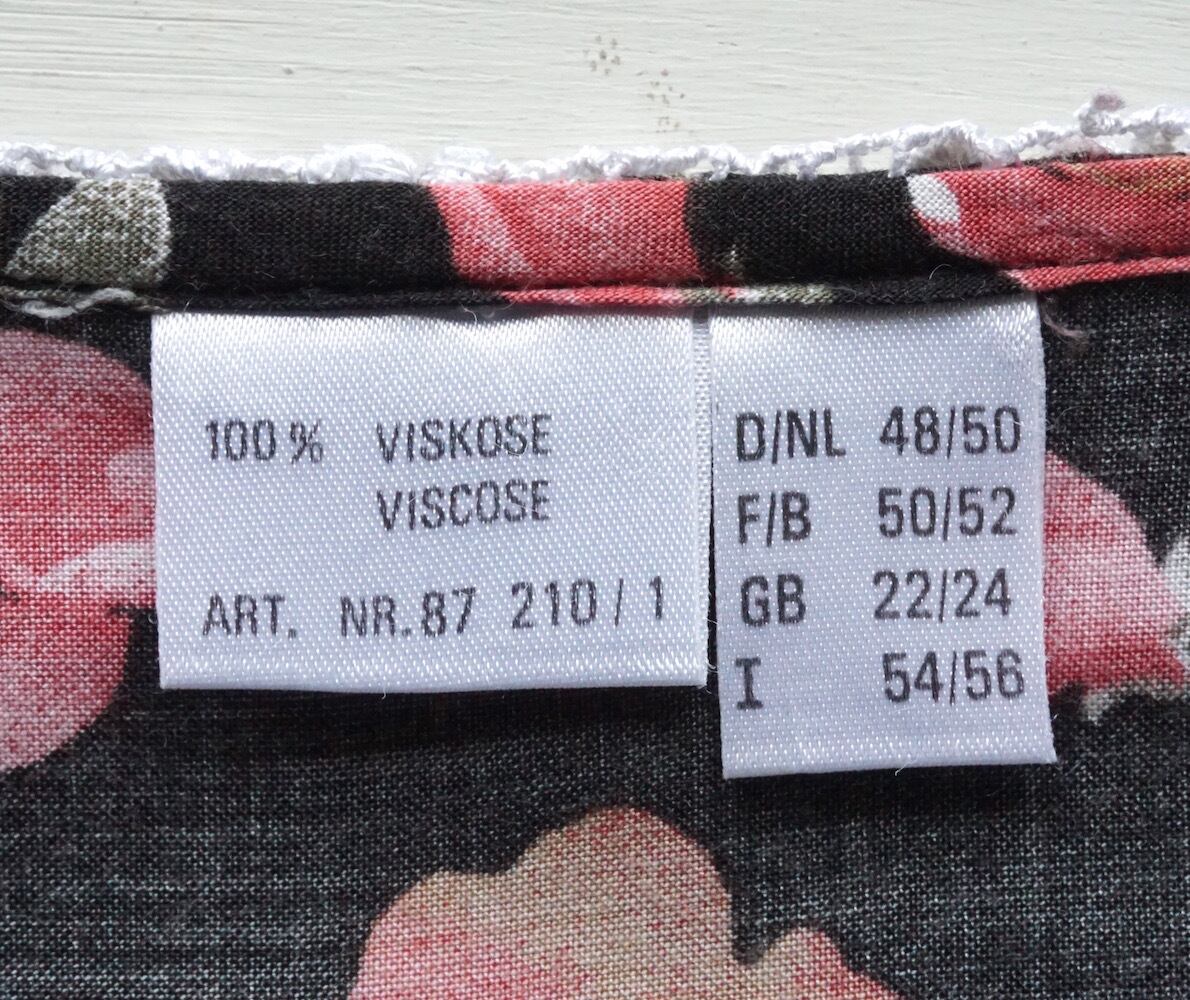 100% VISKOSE
VISCOSE
ART. NR.87 210/1
D/NL 48/50
F/B 50/52
GB 22/24
I 54/56